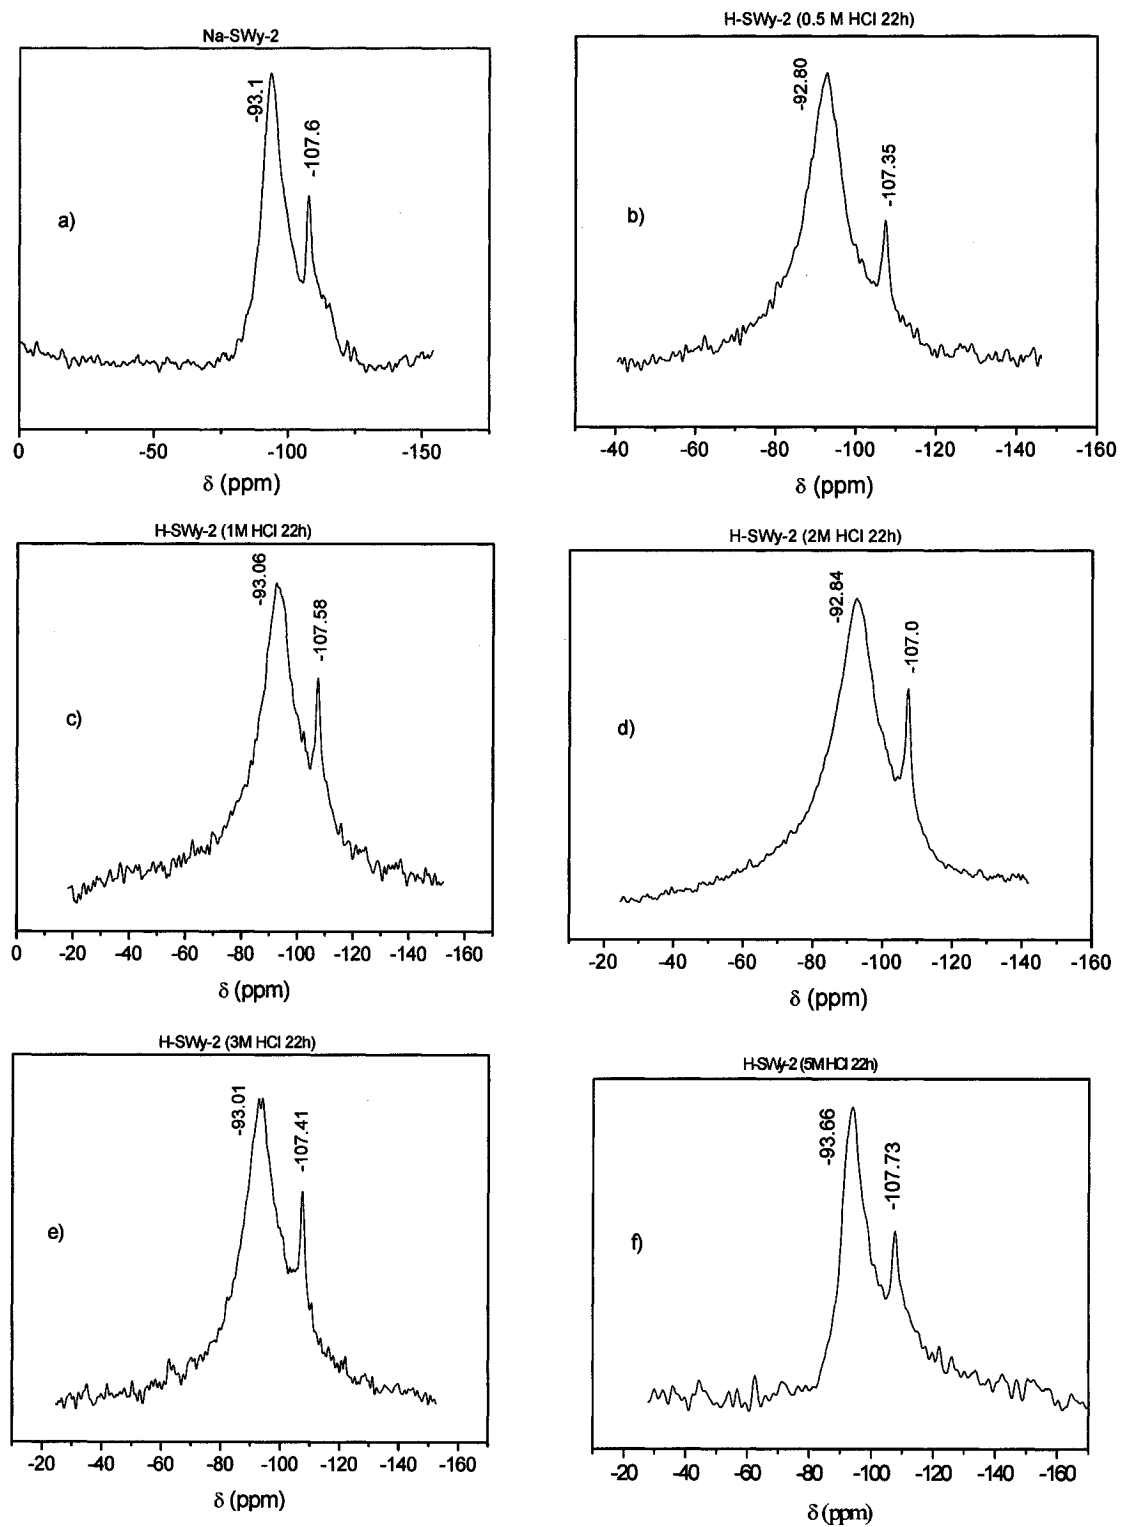 Na-SWy-2
-93.1
-107.6
a)
0 -50 -100 -150
δ (ppm)
H-SWy-2 (0.5 M HCl 22h)
-92.80
-107.35
b)
-40 -60 -80 -100 -120 -140 -160
δ (ppm)
H-SWy-2 (1M HCl 22h)
-93.06
-107.58
c)
0 -20 -40 -60 -80 -100 -120 -140 -160
δ (ppm)
H-SWy-2 (2M HCl 22h)
-92.84
-107.0
d)
-20 -40 -60 -80 -100 -120 -140 -160
δ (ppm)
H-SWy-2 (3M HCl 22h)
-93.01
-107.41
e)
-20 -40 -60 -80 -100 -120 -140 -160
δ (ppm)
H-SWy-2 (5M HCl 22h)
-93.66
-107.73
f)
-20 -40 -60 -80 -100 -120 -140 -160
δ (ppm)